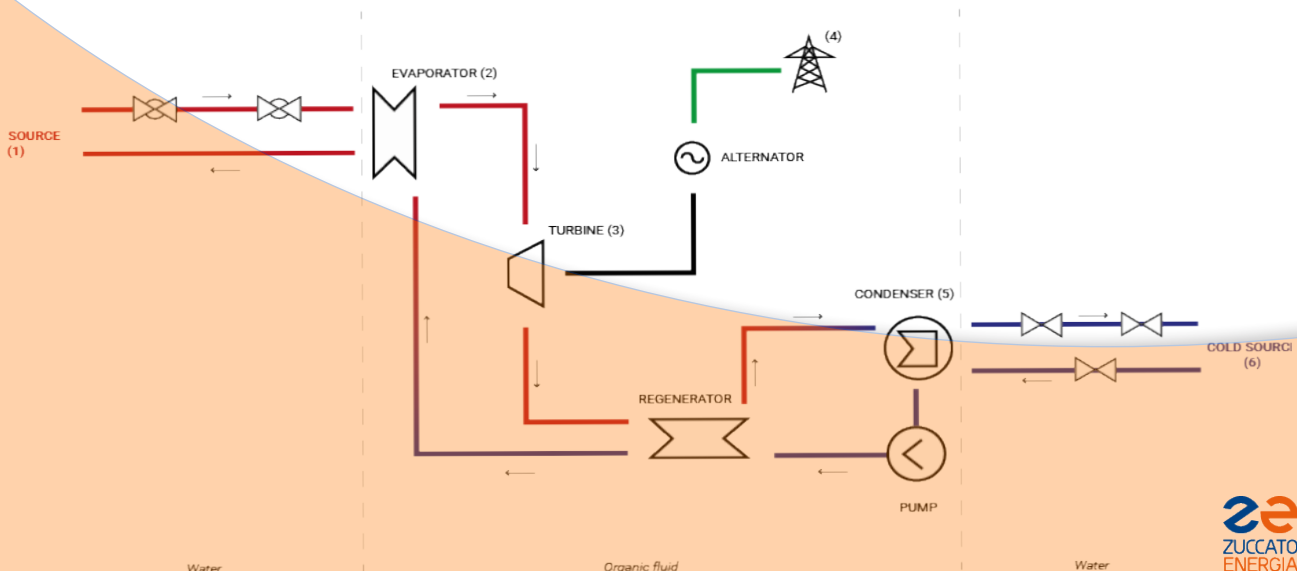 (4)
EVAPORATOR (2)
SOURCE
(1)
ALTERNATOR
TURBINE (3)
CONDENSER (5)
COLD SOURC
(6)
REGENERATOR
PUMP
ZUCCATO
ENERGIA
Water
Organic fluid
Water